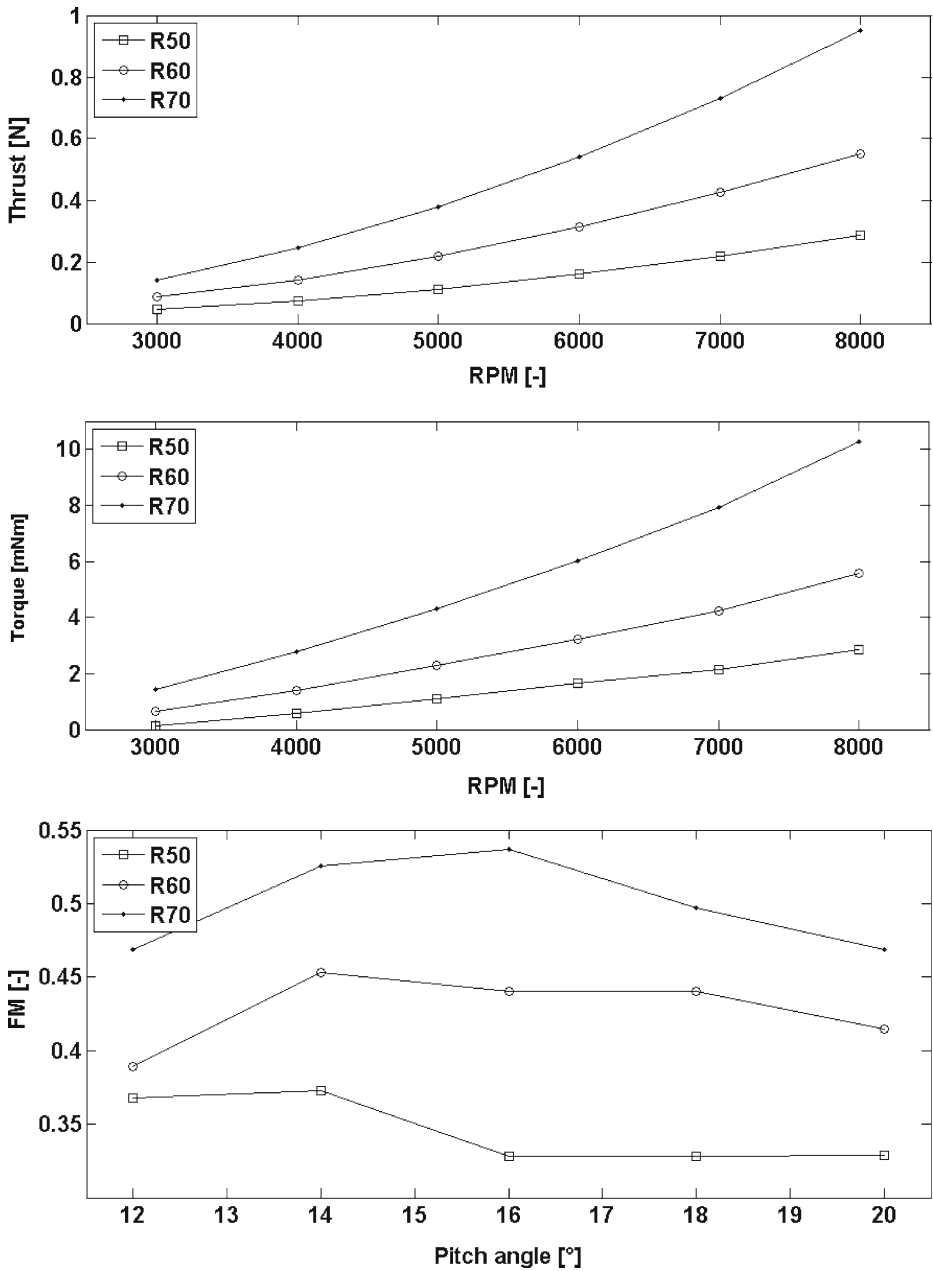 1
0.8
0.6
0.4
0.2
0
Thrust [N]
R50
R60
R70
3000 4000 5000 6000 7000 8000
RPM [-]
10
8
6
4
2
0
Torque [mNm]
R50
R60
R70
3000 4000 5000 6000 7000 8000
RPM [-]
0.55
0.5
0.45
0.4
0.35
FM [-]
R50
R60
R70
12 13 14 15 16 17 18 19 20
Pitch angle [°]